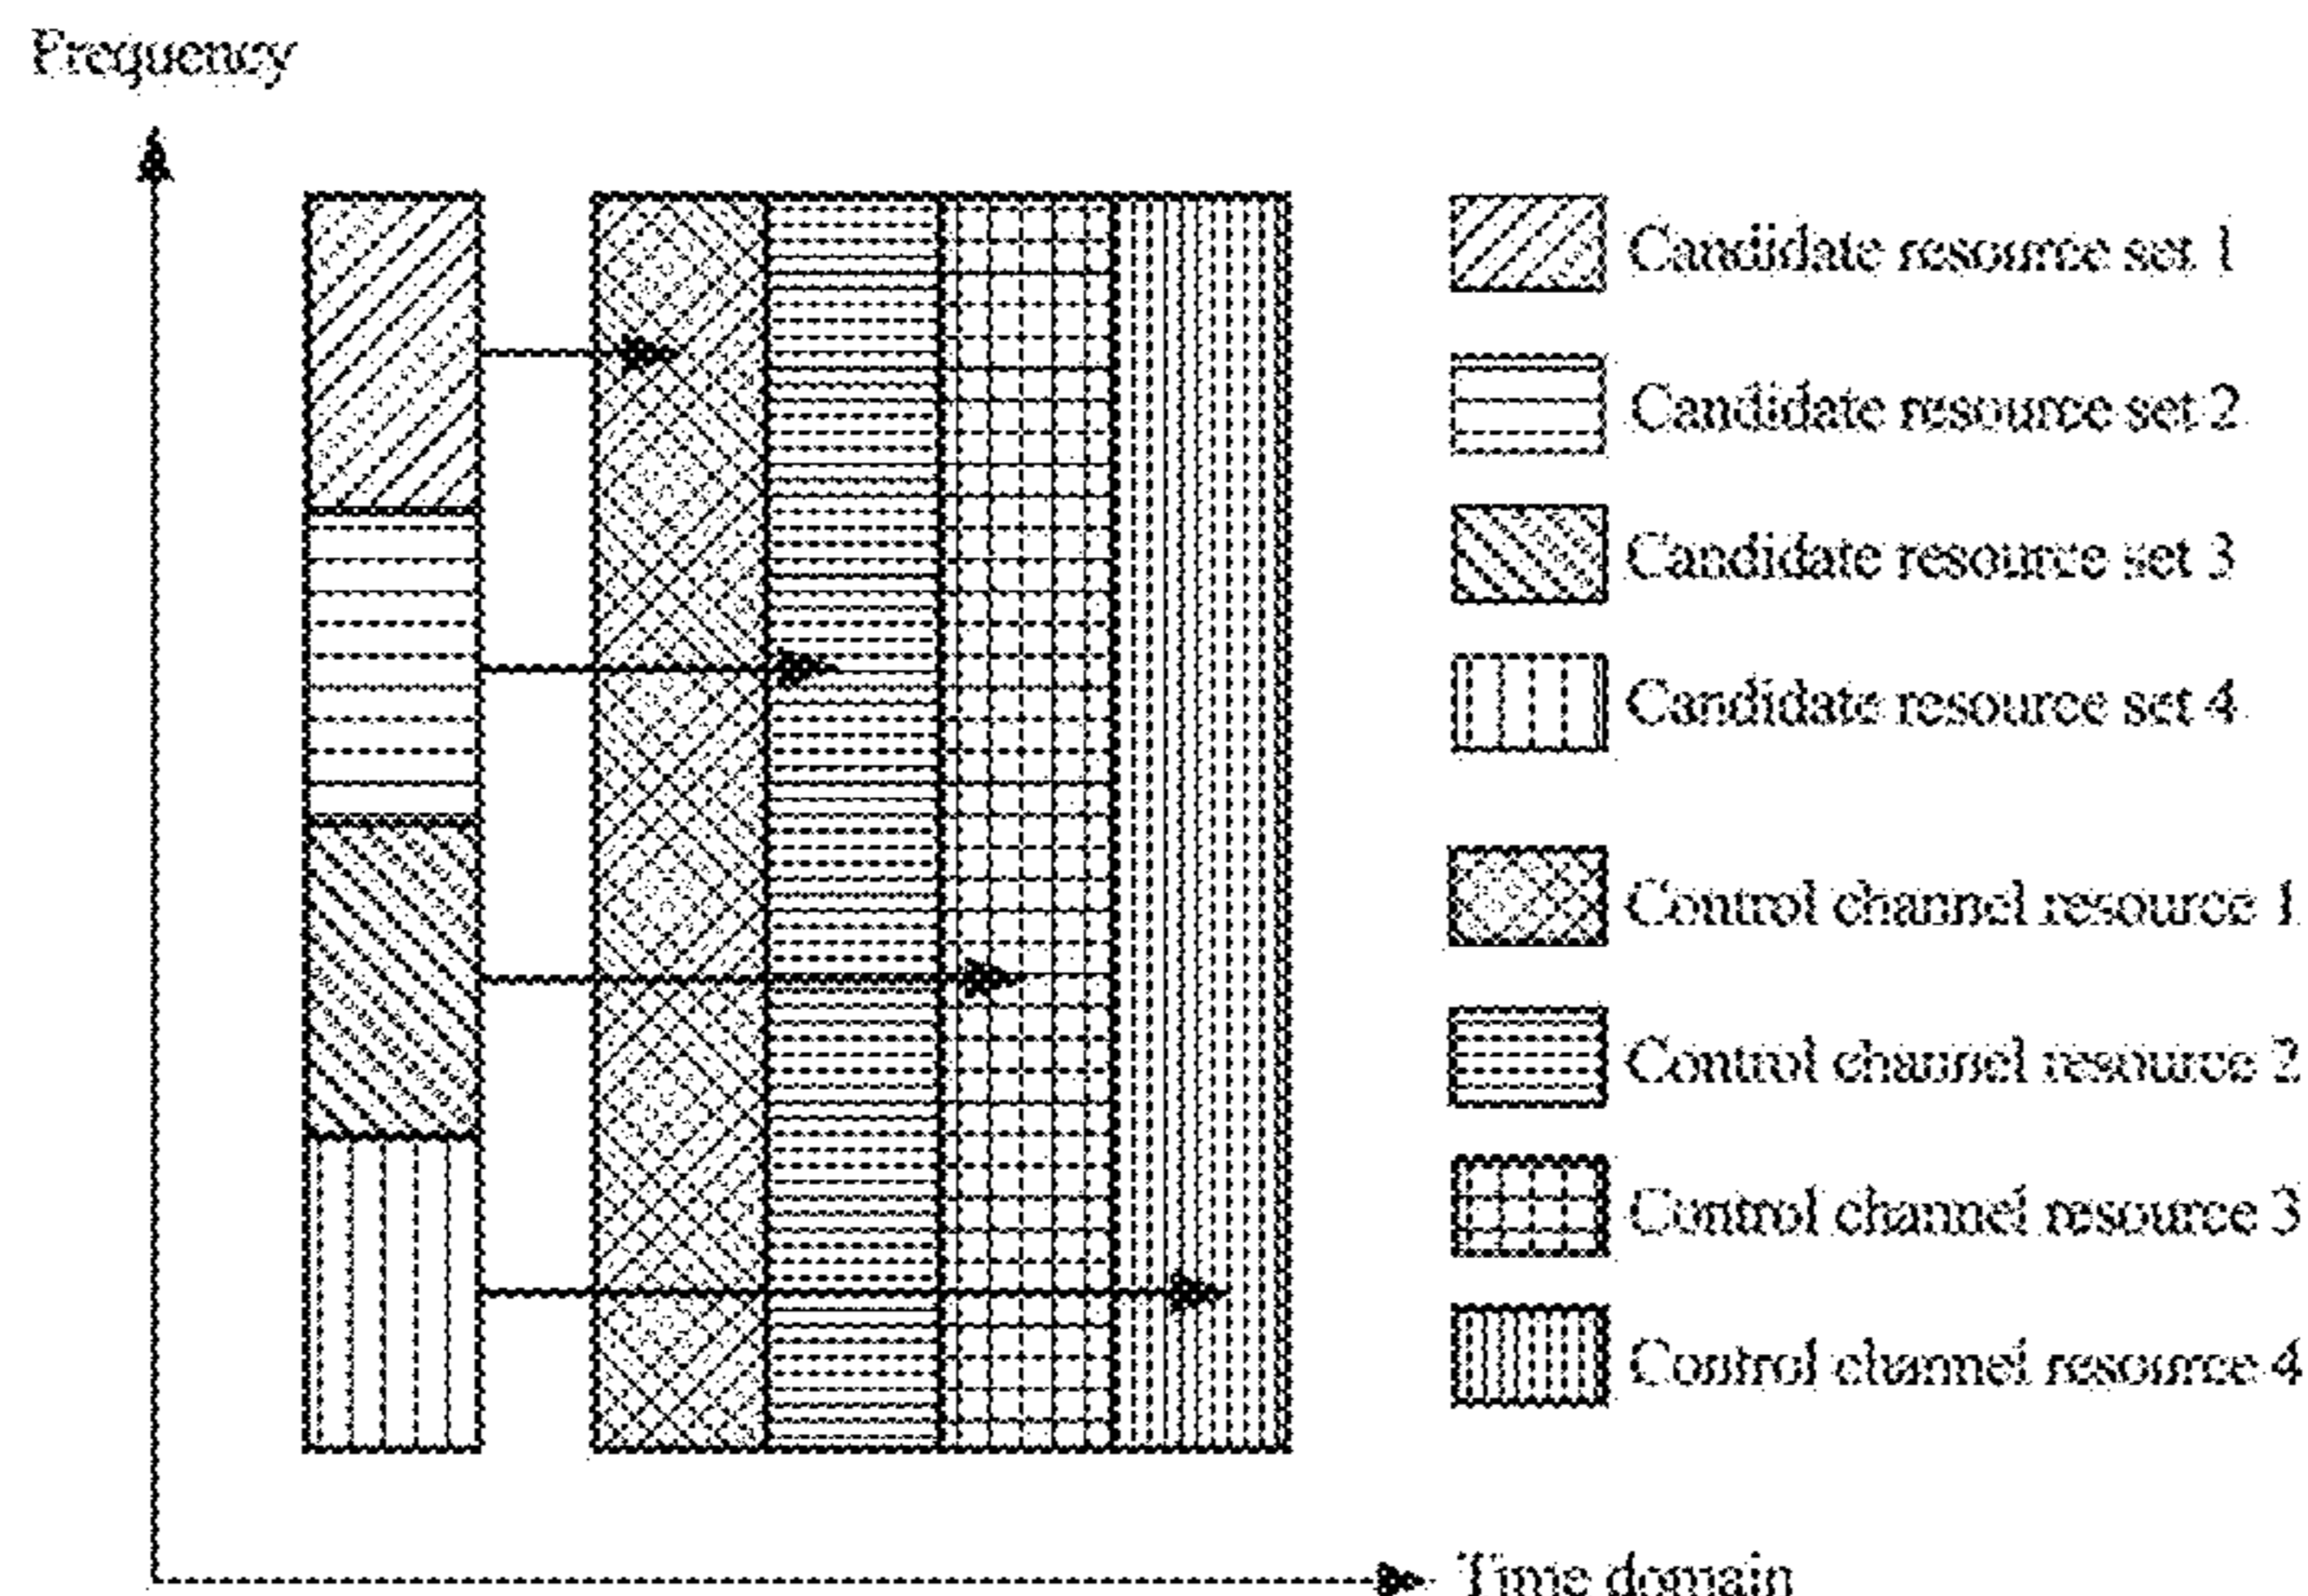 Frequency
Candidate resource set 1
Candidate resource set 2
Candidate resource set 3
Candidate resource set 4
Control channel resource 1
Control channel resource 2
Control channel resource 3
Control channel resource 4
Time domain